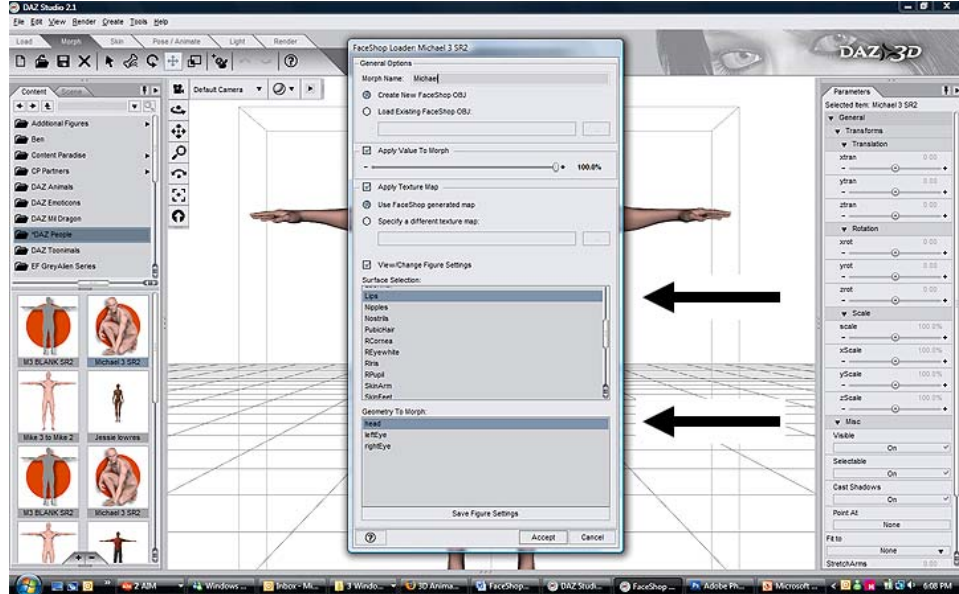 DAZ Studio 2.1
File Edit View Render Create Tools Help
Load Morph Skin Pose / Animate Light Render
DAZ 3D
Content Scene
Default Camera
Additional Figures
Ben
Content Paradise
CP Partners
DAZ Animals
DAZ Emoticons
DAZ Mil Dragon
*DAZ People
DAZ Toonimals
EF GreyAlien Series
M3 BLANK SR2 Michael 3 SR2
Mike 3 to Mike 2 Jessie lowres
M3 BLANK SR2 Michael 3 SR2
FaceShop Loader: Michael 3 SR2
General Options
Morph Name: Michael
Create New FaceShop OBJ
Load Existing FaceShop OBJ:
Apply Value To Morph
100.0%
Apply Texture Map
Use FaceShop generated map
Specify a different texture map:
View/Change Figure Settings
Surface Selection:
Lips
Nipples
Nostrils
PubicHair
RCornea
REyewhite
RIris
RPupil
SkinArm
SkinFeet
Geometry To Morph:
head
leftEye
rightEye
Save Figure Settings
Accept Cancel
Parameters
Selected Item: Michael 3 SR2
General
Transforms
Translation
xtran 0.00
ytran 0.00
ztran 0.00
Rotation
xrot 0.00
yrot 0.00
zrot 0.00
Scale
scale 100.0%
xScale 100.0%
yScale 100.0%
zScale 100.0%
Misc
Visible
On
Selectable
On
Cast Shadows
On
Point At
None
Fit to
None
StretchArms 0.00
2 AIM Windows ... Inbox - Mi... 3 Windo... 3D Anima... FaceShop... DAZ Studi... FaceShop ... Adobe Ph... Microsoft ... 6:08 PM